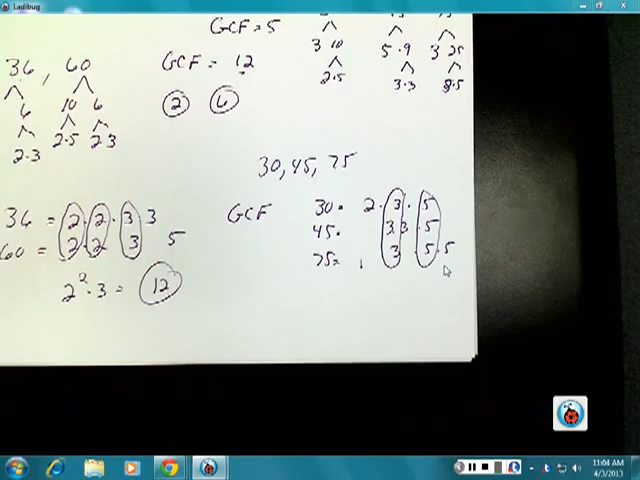 Ladibug
GCF = 5
3 10
5 · 9
3 25
2·5
3·3
5·5
36, 60
GCF = 12
2 6
6
10 6
2·3
2·5 2 3
30, 45, 75
36 = 2 · 2 · 3 3
60 = 2 · 2 3 5
2² · 3 = 12
GCF
30 = 2 · 3 · 5
45 = 3 · 3 · 5
75 = 3 5 · 5
11:04 AM
4/3/2013